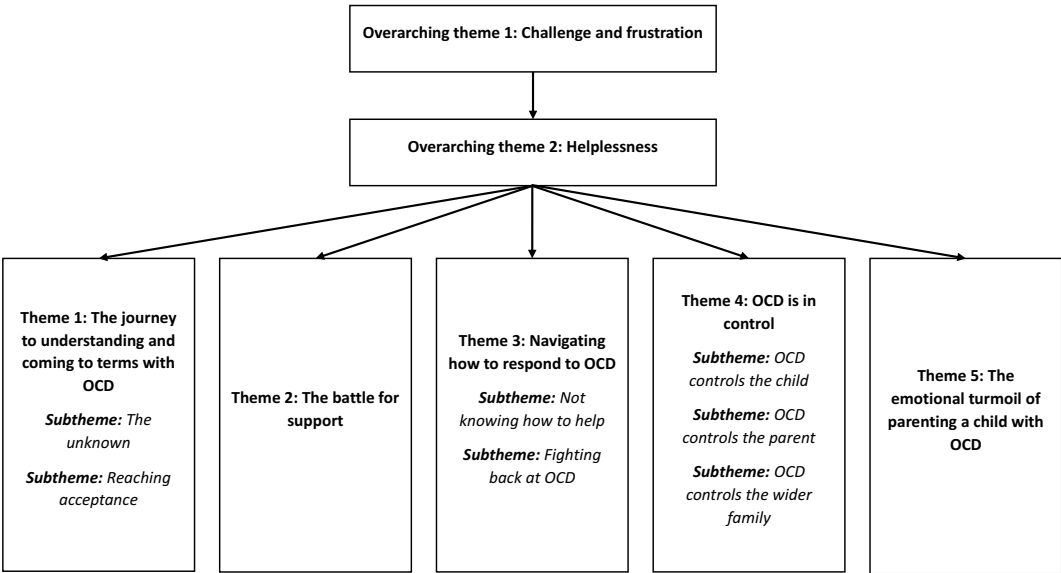 Overarching theme 1: Challenge and frustration
Overarching theme 2: Helplessness
Theme 1: The journey
to understanding and
coming to terms with
OCD
Subtheme: The
unknown
Subtheme: Reaching
acceptance
Theme 2: The battle for
support
Theme 3: Navigating
how to respond to OCD
Subtheme: Not
knowing how to help
Subtheme: Fighting
back at OCD
Theme 4: OCD is in
control
Subtheme: OCD
controls the child
Subtheme: OCD
controls the parent
Subtheme: OCD
controls the wider
family
Theme 5: The
emotional turmoil of
parenting a child with
OCD